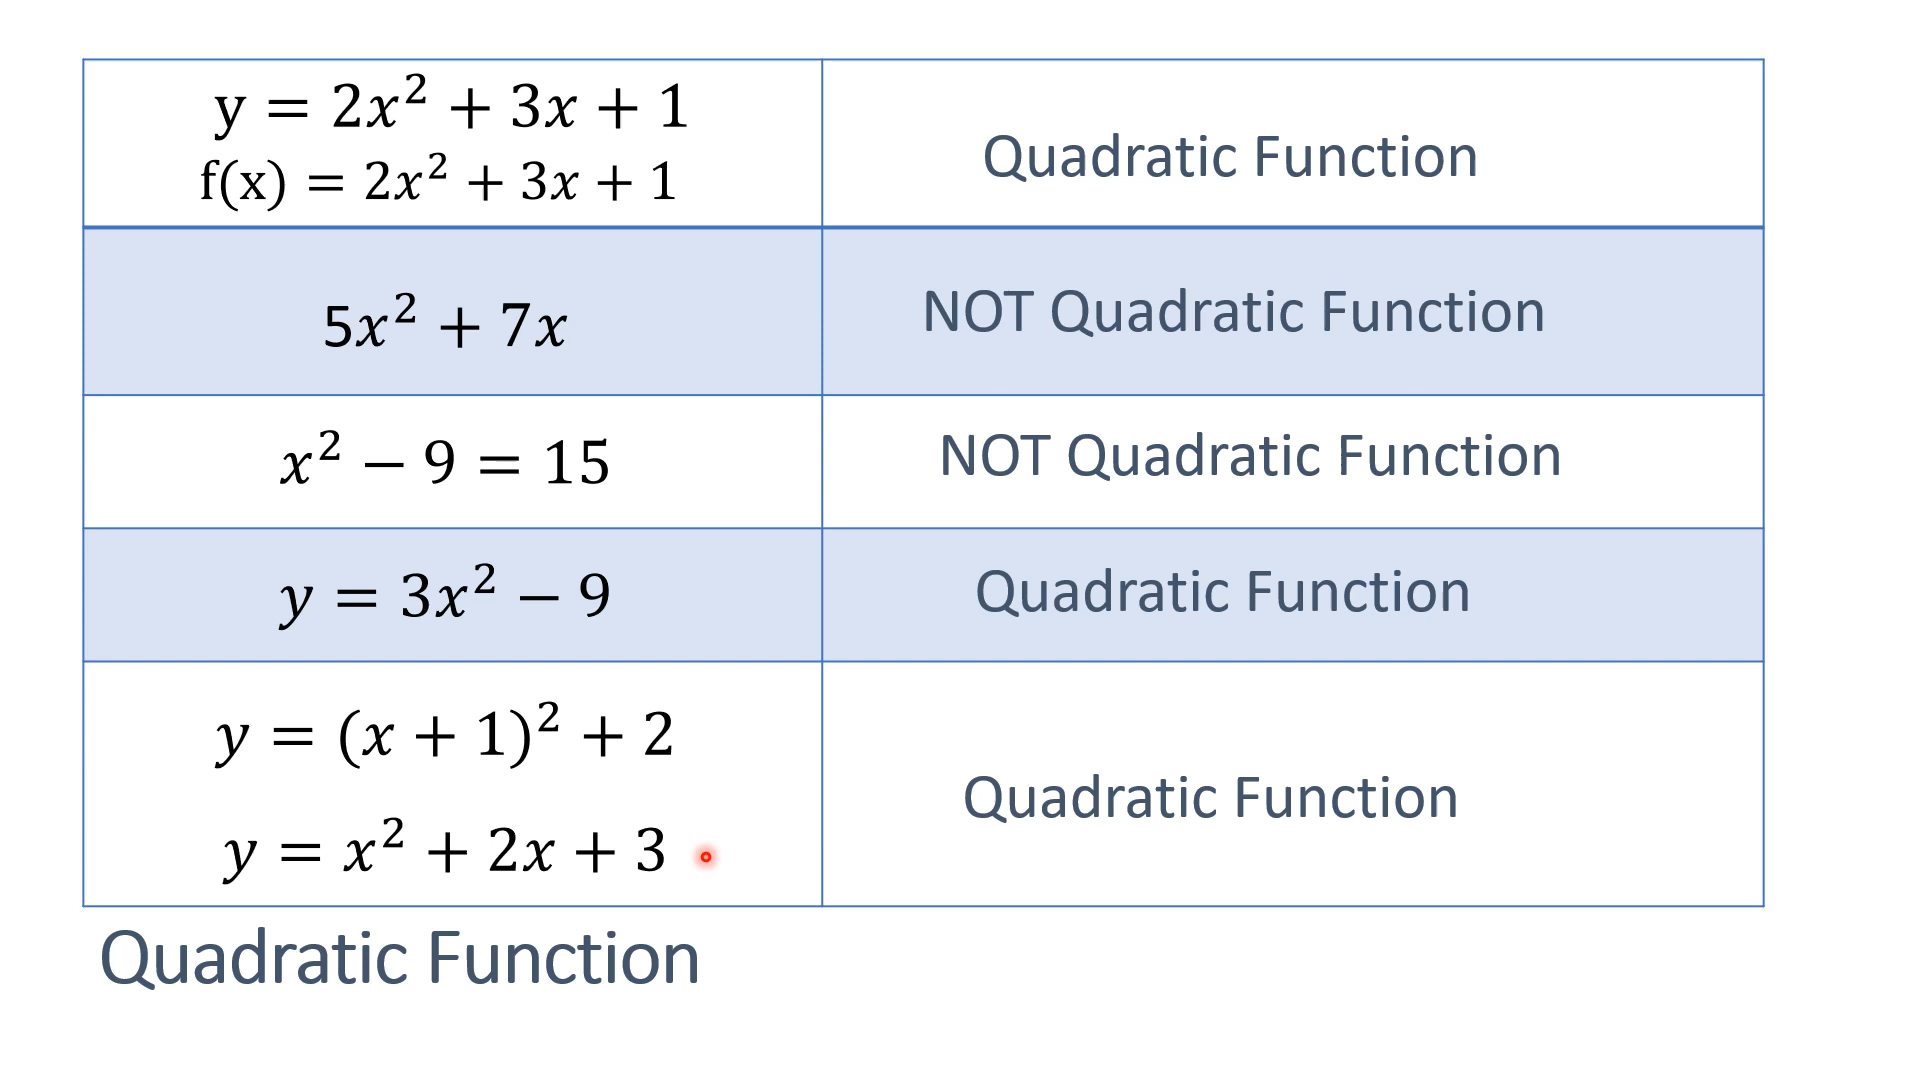 y = 2x² + 3x + 1
f(x) = 2x² + 3x + 1
Quadratic Function
5x² + 7x
NOT Quadratic Function
x² − 9 = 15
NOT Quadratic Function
y = 3x² − 9
Quadratic Function
y = (x + 1)² + 2
y = x² + 2x + 3
Quadratic Function
Quadratic Function